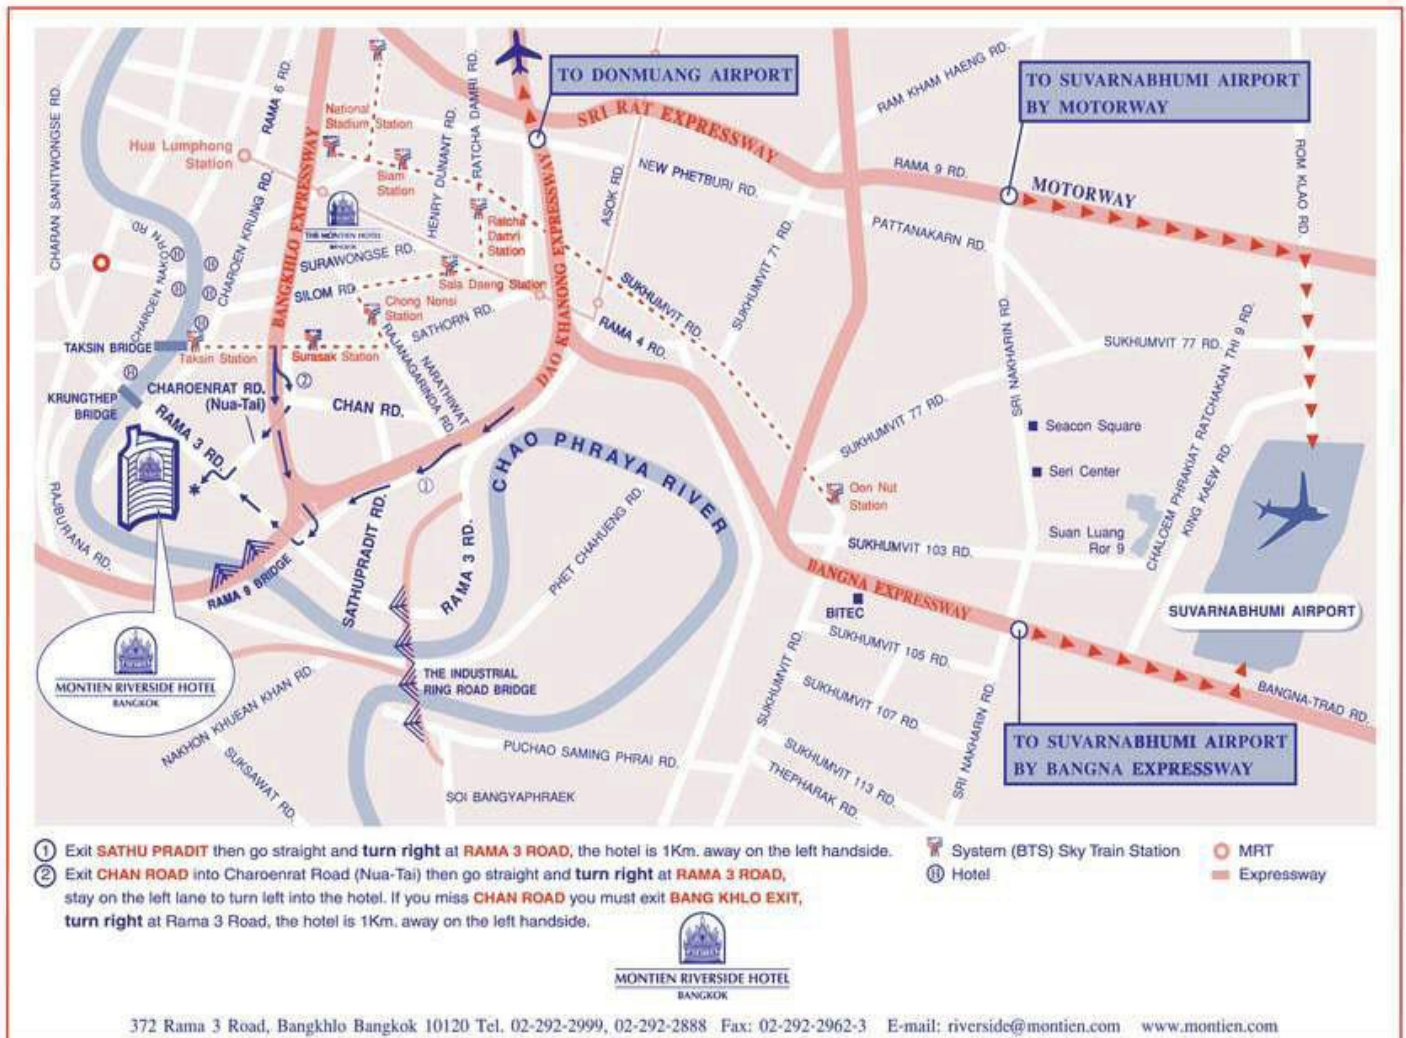 TO DONMUANG AIRPORT
TO SUVARNABHUMI AIRPORT
BY MOTORWAY
SRI RAT EXPRESSWAY
RAM KHAM HAENG RD.
CHARAN SANITWONGSE RD.
RAMA 6 RD.
National
Stadium Station
Hua Lumphong
Station
Siam
Station
HENRY DUNANT RD.
RATCHA DAMRI RD.
BANGKHLO EXPRESSWAY
DAO KHANONG EXPRESSWAY
ASOK RD.
NEW PHETBURI RD.
RAMA 9 RD.
MOTORWAY
ROM KLAO RD.
PATTANAKARN RD.
SUKHUMVIT 71 RD.
THE MONTIEN HOTEL
BANGKOK
Ratcha
Damri
Station
CHAROEN NAKORN RD.
CHAROEN KRUNG RD.
SURAWONGSE RD.
SILOM RD.
Sala Daeng Station
Chong Nonsi
Station
SATHORN RD.
SUKHUMVIT RD.
RAMA 4 RD.
SRI NAKHARIN RD.
SUKHUMVIT 77 RD.
TAKSIN BRIDGE
Taksin Station
Surasak Station
NARATHIWAT
RAJANAGARINDA RD.
KRUNGTHEP
BRIDGE
CHAROENRAT RD.
(Nua-Tai)
2
CHAN RD.
RAMA 3 RD.
SUKHUMVIT 77 RD.
CHALOEM PHRAKIAT RATCHAKAN THI 9 RD.
KING KAEW RD.
Seacon Square
Seri Center
Suan Luang
Ror 9
CHAO PHRAYA RIVER
1
*
Oon Nut
Station
RAJBURANA RD.
RAMA 9 BRIDGE
SATHUPRADIT RD.
RAMA 3 RD.
PHET CHAHUENG RD.
SUKHUMVIT 103 RD.
BANGNA EXPRESSWAY
BITEC
SUVARNABHUMI AIRPORT
MONTIEN RIVERSIDE HOTEL
BANGKOK
THE INDUSTRIAL
RING ROAD BRIDGE
SUKHUMVIT 105 RD.
SUKHUMVIT RD.
SUKHUMVIT 107 RD.
SRI NAKHARIN RD.
BANGNA-TRAD RD.
NAKHON KHUEAN KHAN RD.
SUKSAWAT RD.
PUCHAO SAMING PHRAI RD.
SOI BANGYAPHRAEK
SUKHUMVIT 113 RD.
THEPHARAK RD.
TO SUVARNABHUMI AIRPORT
BY BANGNA EXPRESSWAY
1 Exit SATHU PRADIT then go straight and turn right at RAMA 3 ROAD, the hotel is 1Km. away on the left handside.
2 Exit CHAN ROAD into Charoenrat Road (Nua-Tai) then go straight and turn right at RAMA 3 ROAD,
stay on the left lane to turn left into the hotel. If you miss CHAN ROAD you must exit BANG KHLO EXIT,
turn right at Rama 3 Road, the hotel is 1Km. away on the left handside.
System (BTS) Sky Train Station
MRT
H Hotel
Expressway
MONTIEN RIVERSIDE HOTEL
BANGKOK
372 Rama 3 Road, Bangkhlo Bangkok 10120 Tel. 02-292-2999, 02-292-2888 Fax: 02-292-2962-3 E-mail: riverside@montien.com www.montien.com